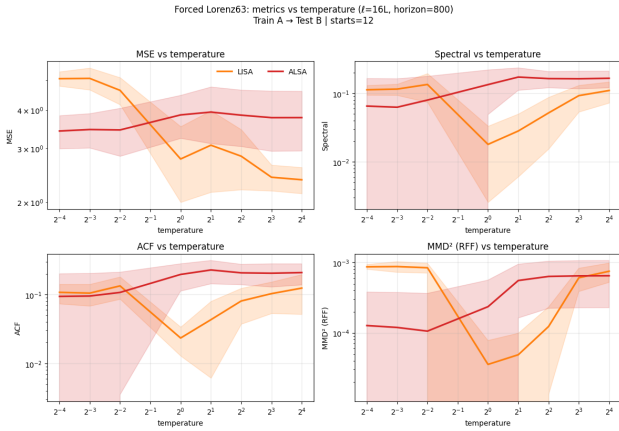 Forced Lorenz63: metrics vs temperature (ℓ=16L, horizon=800)
Train A → Test B | starts=12
MSE vs temperature
LISA
ALSA
MSE
4 × 10⁰
3 × 10⁰
2 × 10⁰
2⁻⁴ 2⁻³ 2⁻² 2⁻¹ 2⁰ 2¹ 2² 2³ 2⁴
temperature
Spectral vs temperature
Spectral
10⁻¹
10⁻²
2⁻⁴ 2⁻³ 2⁻² 2⁻¹ 2⁰ 2¹ 2² 2³ 2⁴
temperature
ACF vs temperature
ACF
10⁻¹
10⁻²
2⁻⁴ 2⁻³ 2⁻² 2⁻¹ 2⁰ 2¹ 2² 2³ 2⁴
temperature
MMD² (RFF) vs temperature
MMD² (RFF)
10⁻³
10⁻⁴
2⁻⁴ 2⁻³ 2⁻² 2⁻¹ 2⁰ 2¹ 2² 2³ 2⁴
temperature